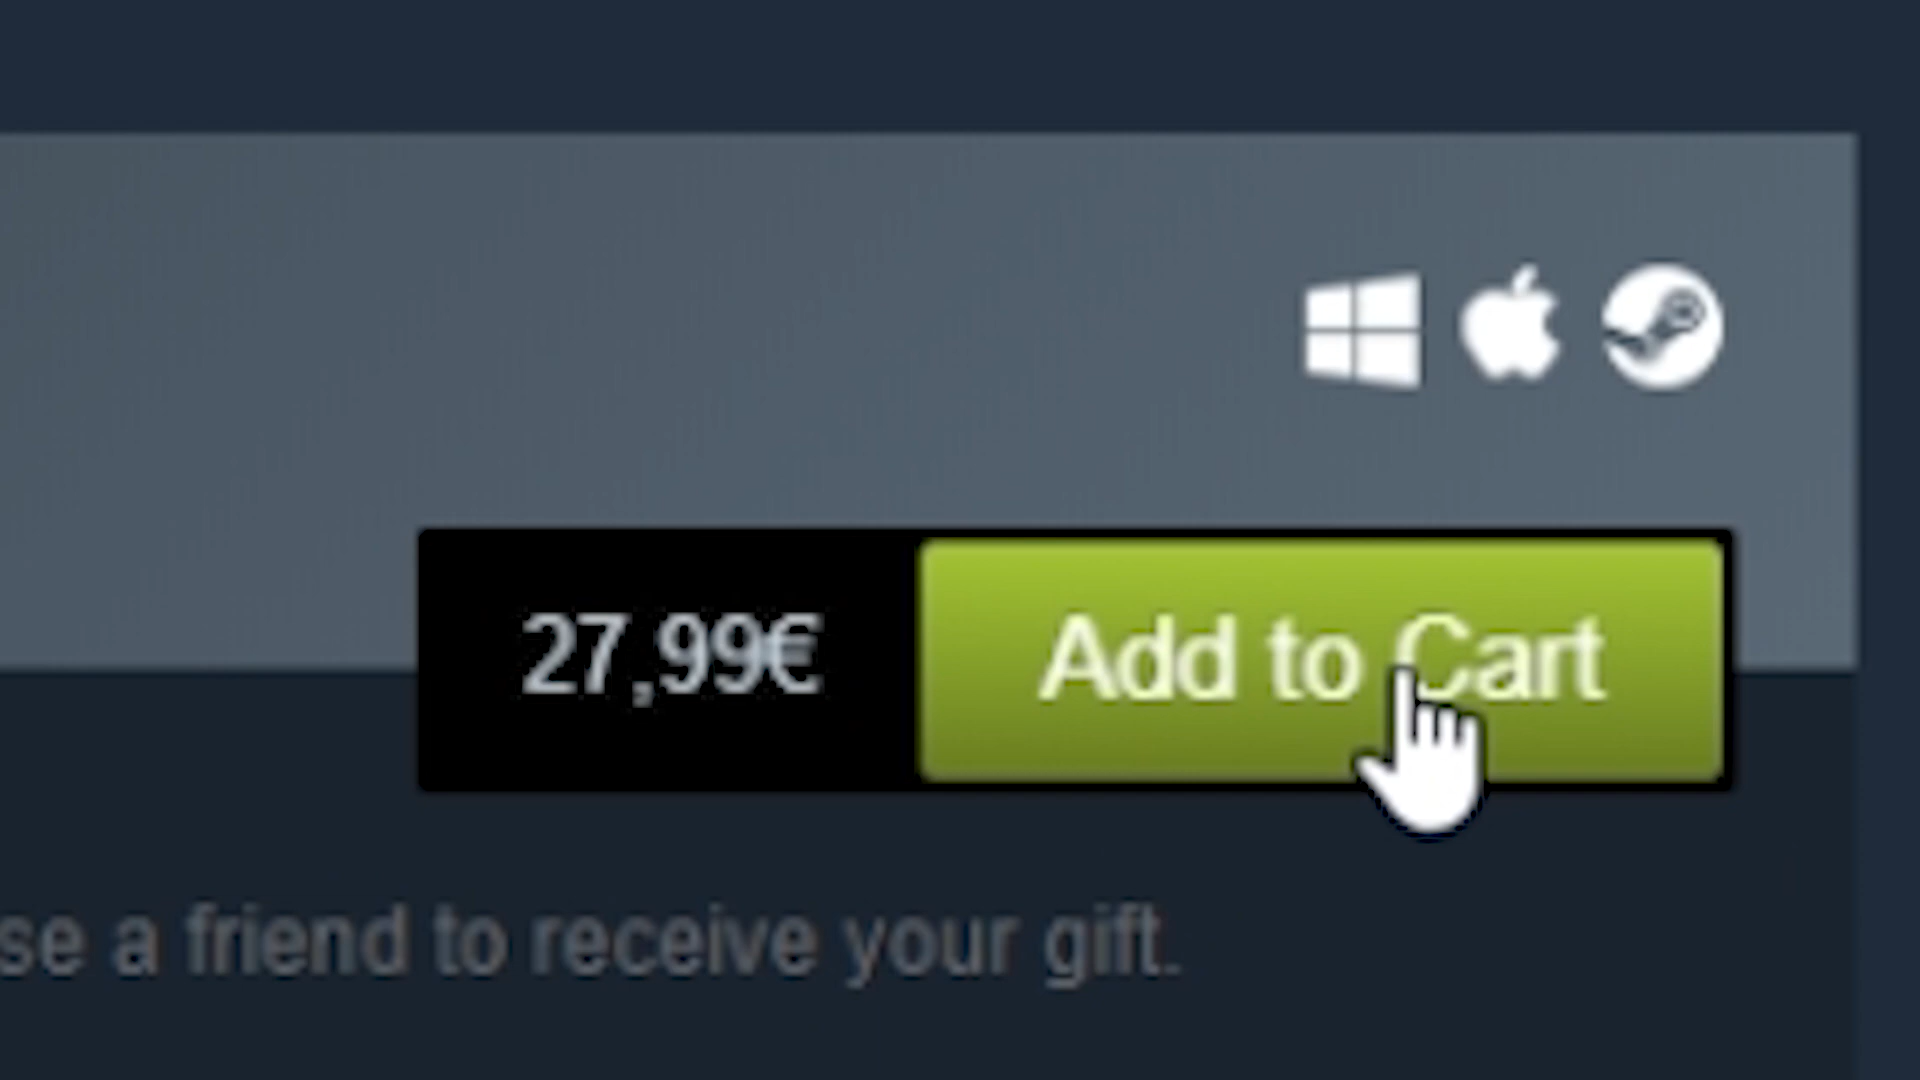 27,99€ Add to Cart
se a friend to receive your gift.